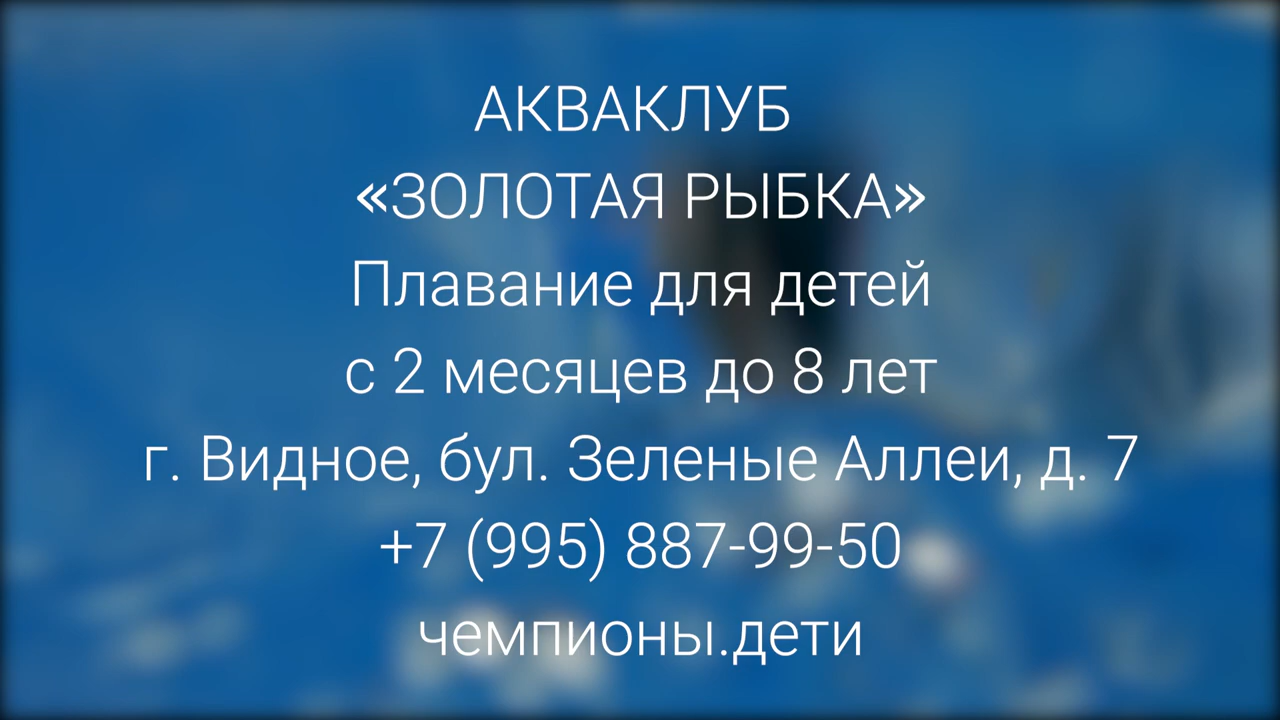 АКВАКЛУБ
«ЗОЛОТАЯ РЫБКА»
Плавание для детей
с 2 месяцев до 8 лет
г. Видное, бул. Зеленые Аллеи, д. 7
+7 (995) 887-99-50
чемпионы.дети